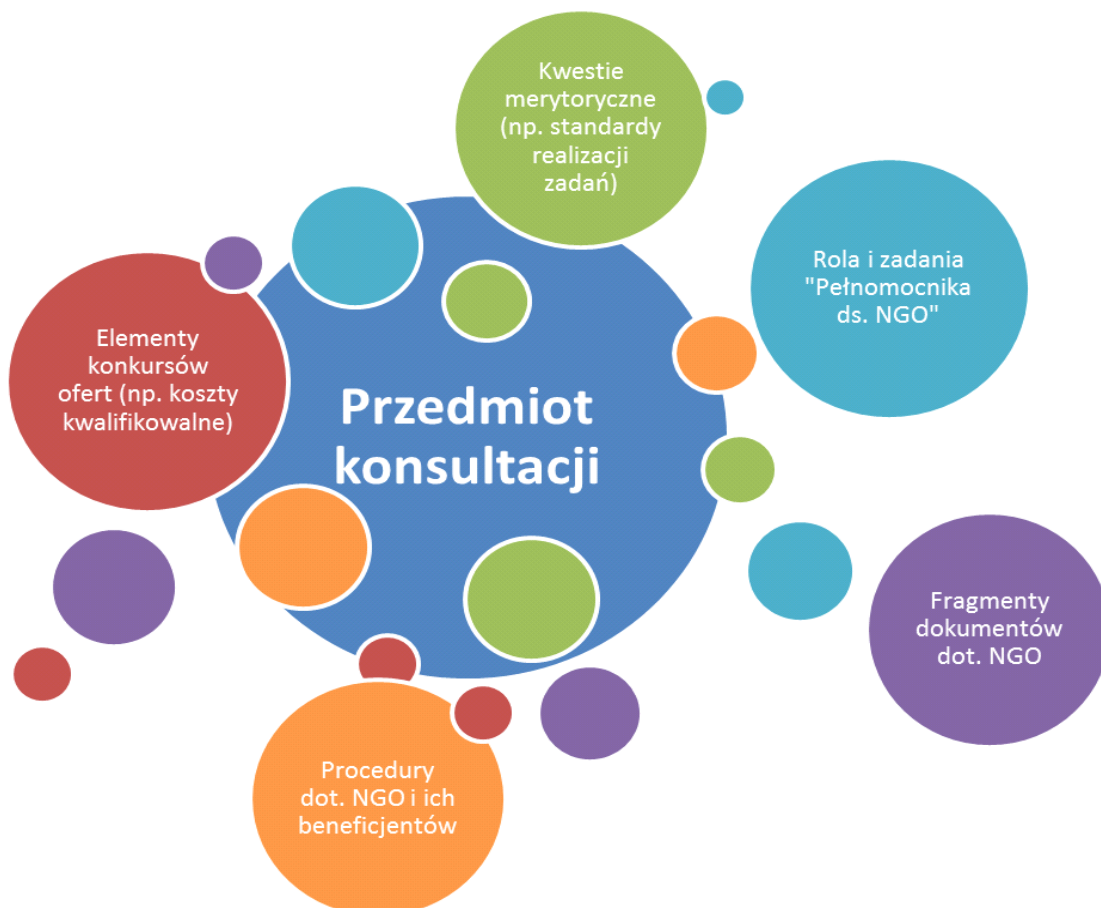 Kwestie
merytoryczne
(np. standardy
realizacji
zadań)
Rola i zadania
"Pełnomocnika
ds. NGO"
Elementy
konkursów
ofert (np. koszty
kwalifikowalne)
Przedmiot
konsultacji
Fragmenty
dokumentów
dot. NGO
Procedury
dot. NGO i ich
beneficjentów